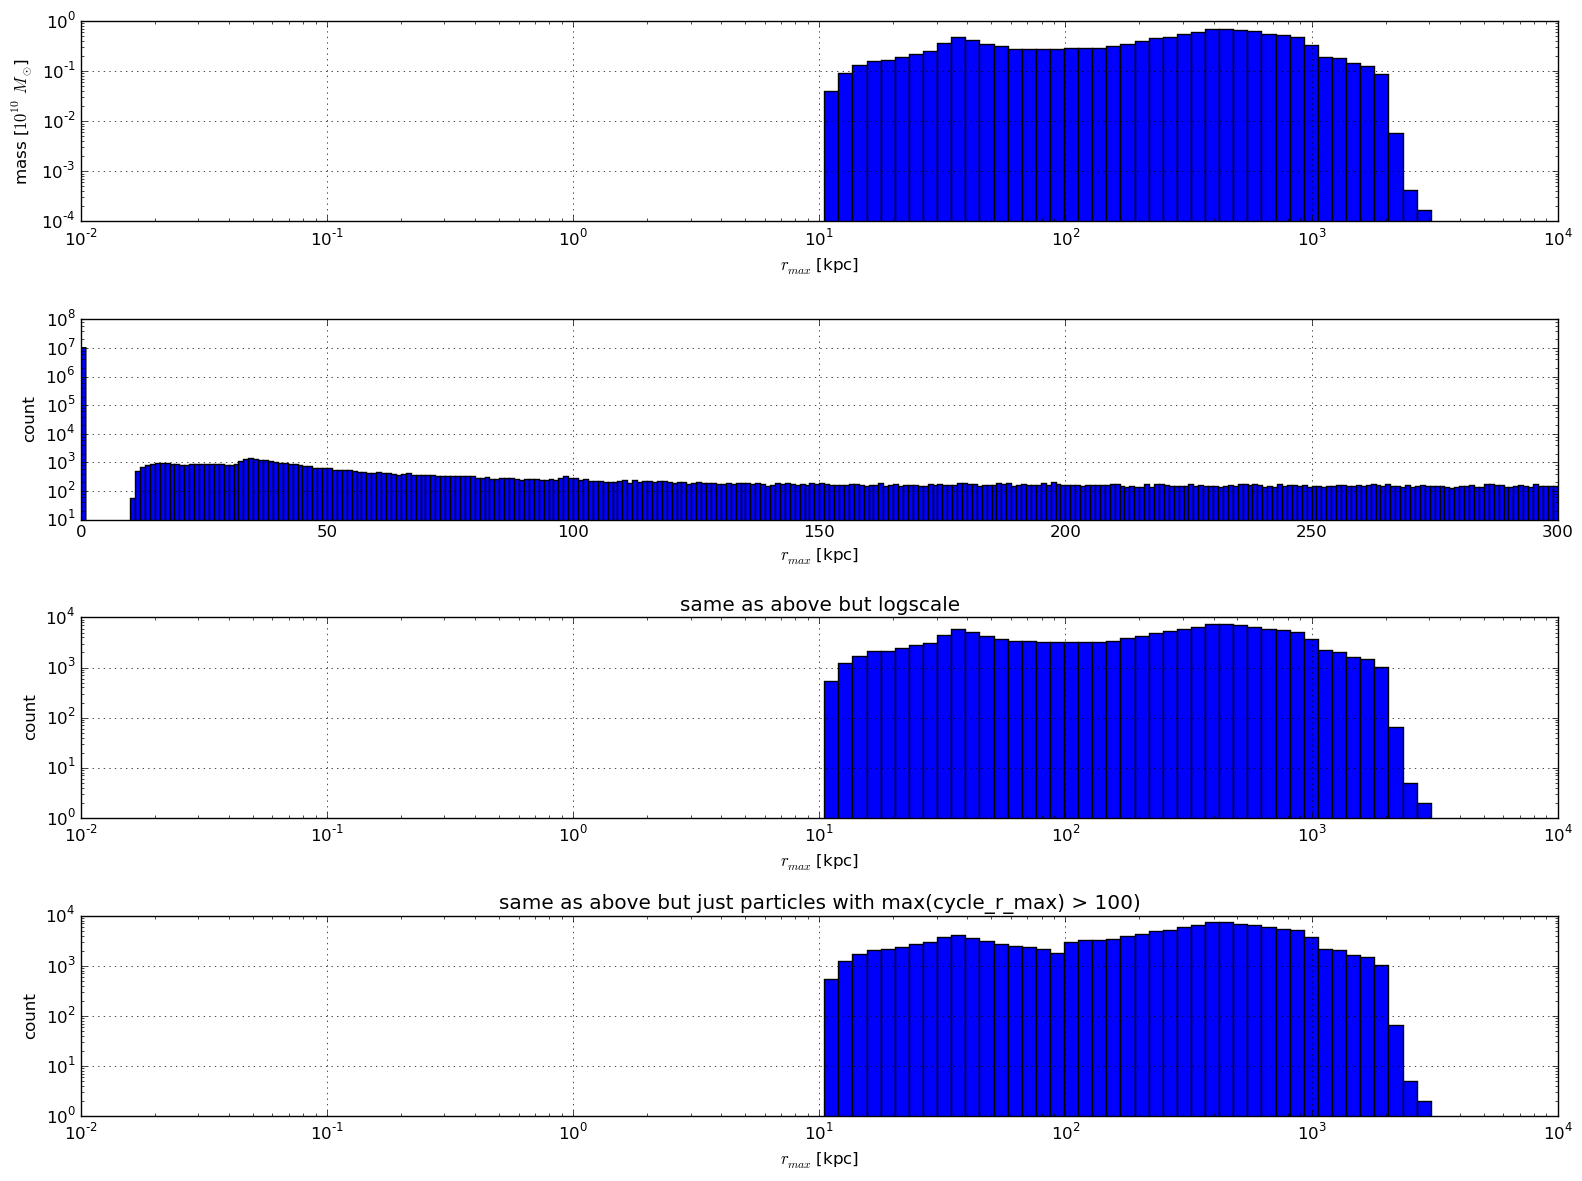 10^0
10^-1
10^-2
10^-3
10^-4
mass [10^10 M_⊙]
10^-2 10^-1 10^0 10^1 10^2 10^3 10^4
r_max [kpc]
10^8
10^7
10^6
10^5
10^4
10^3
10^2
10^1
count
0 50 100 150 200 250 300
r_max [kpc]
same as above but logscale
10^4
10^3
10^2
10^1
10^0
count
10^-2 10^-1 10^0 10^1 10^2 10^3 10^4
r_max [kpc]
same as above but just particles with max(cycle_r_max) > 100)
10^4
10^3
10^2
10^1
10^0
count
10^-2 10^-1 10^0 10^1 10^2 10^3 10^4
r_max [kpc]